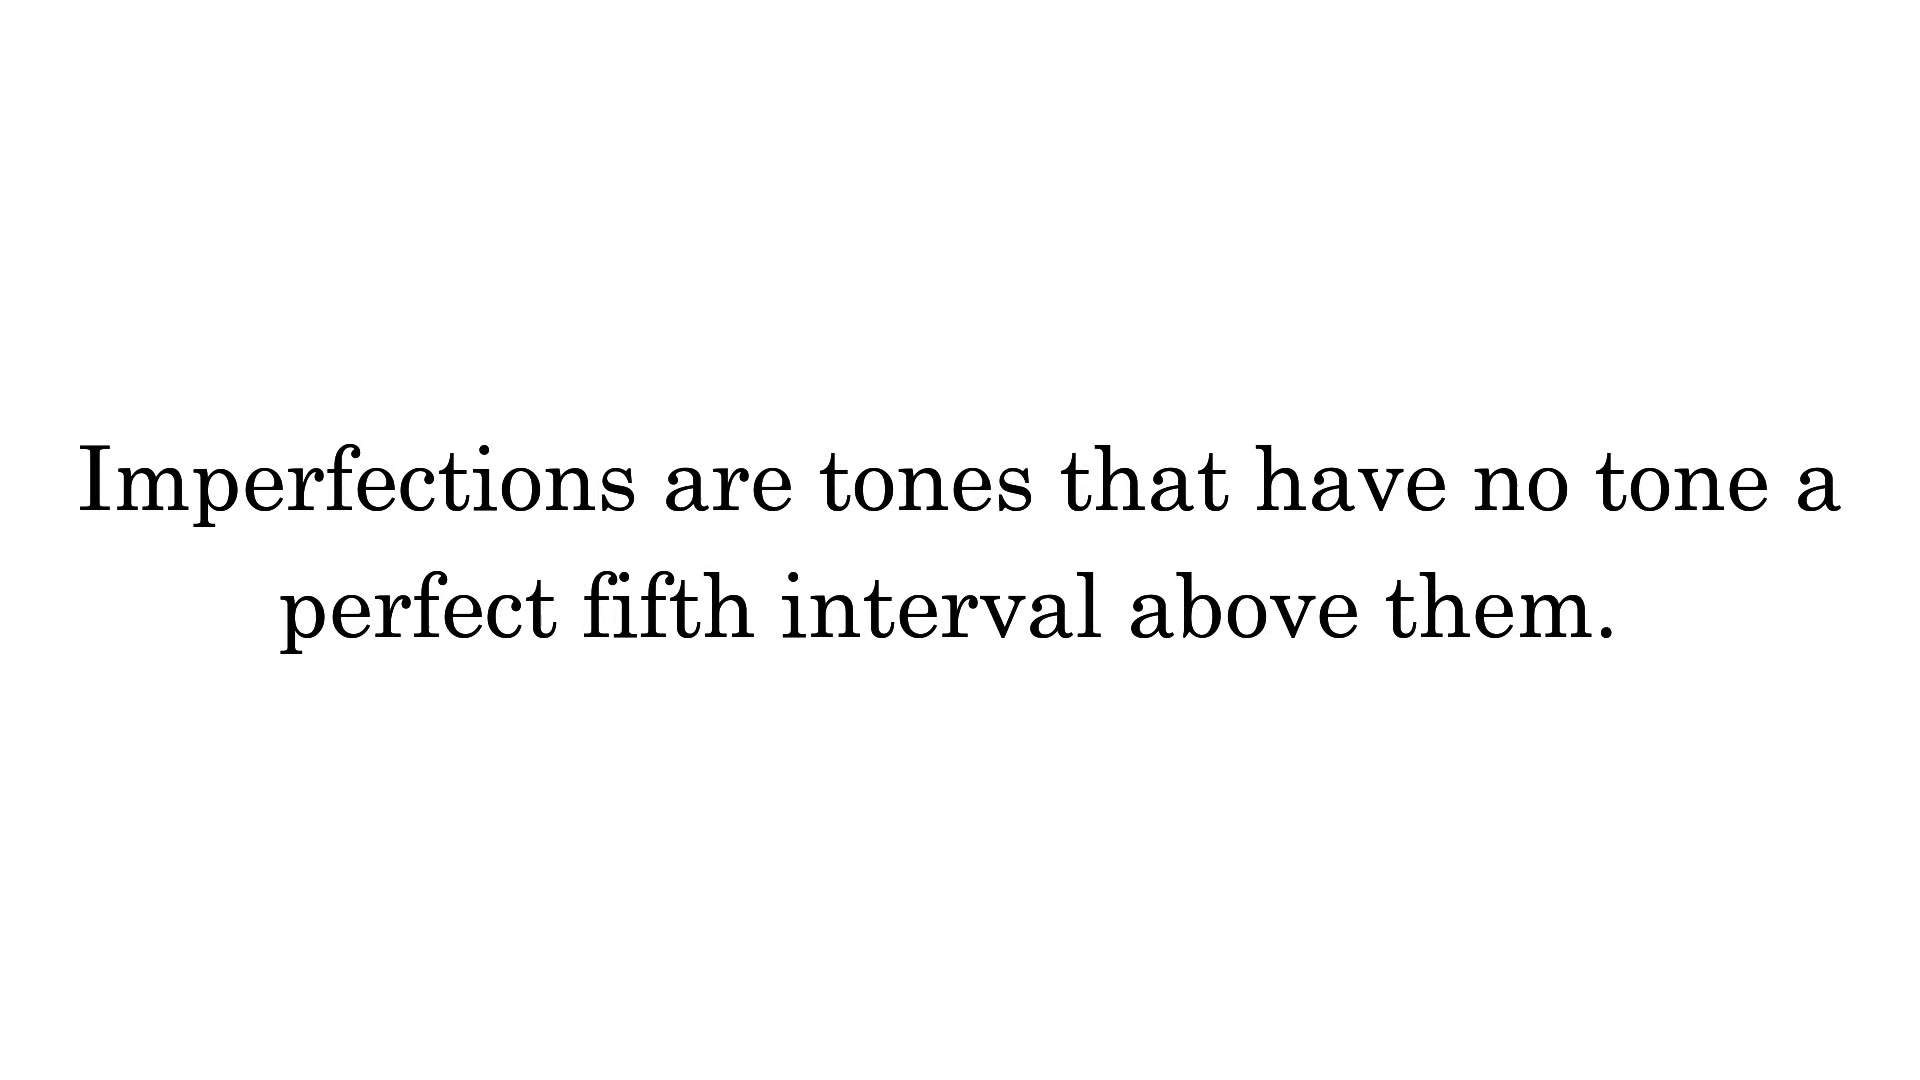 Imperfections are tones that have no tone a
perfect fifth interval above them.